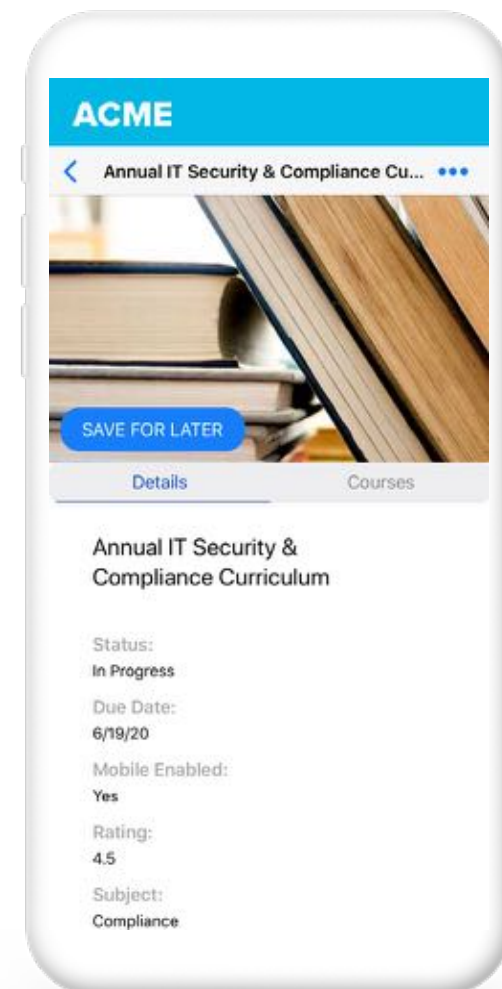 ACME
Annual IT Security & Compliance Cu...
SAVE FOR LATER
Details
Courses
Annual IT Security &
Compliance Curriculum
Status:
In Progress
Due Date:
6/19/20
Mobile Enabled:
Yes
Rating:
4.5
Subject:
Compliance